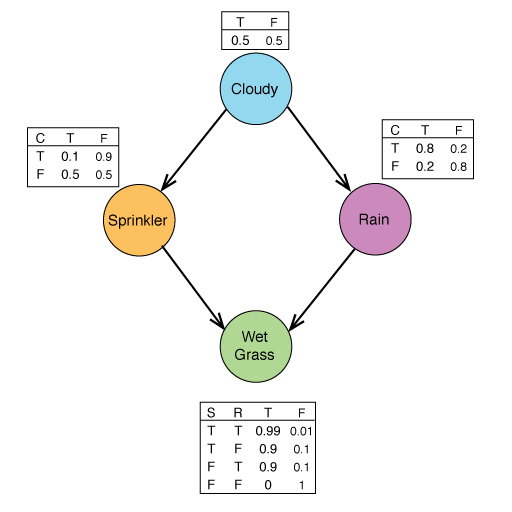 T F
0.5 0.5
Cloudy
C T F
T 0.1 0.9
F 0.5 0.5
C T F
T 0.8 0.2
F 0.2 0.8
Sprinkler
Rain
Wet
Grass
S R T F
T T 0.99 0.01
T F 0.9 0.1
F T 0.9 0.1
F F 0 1